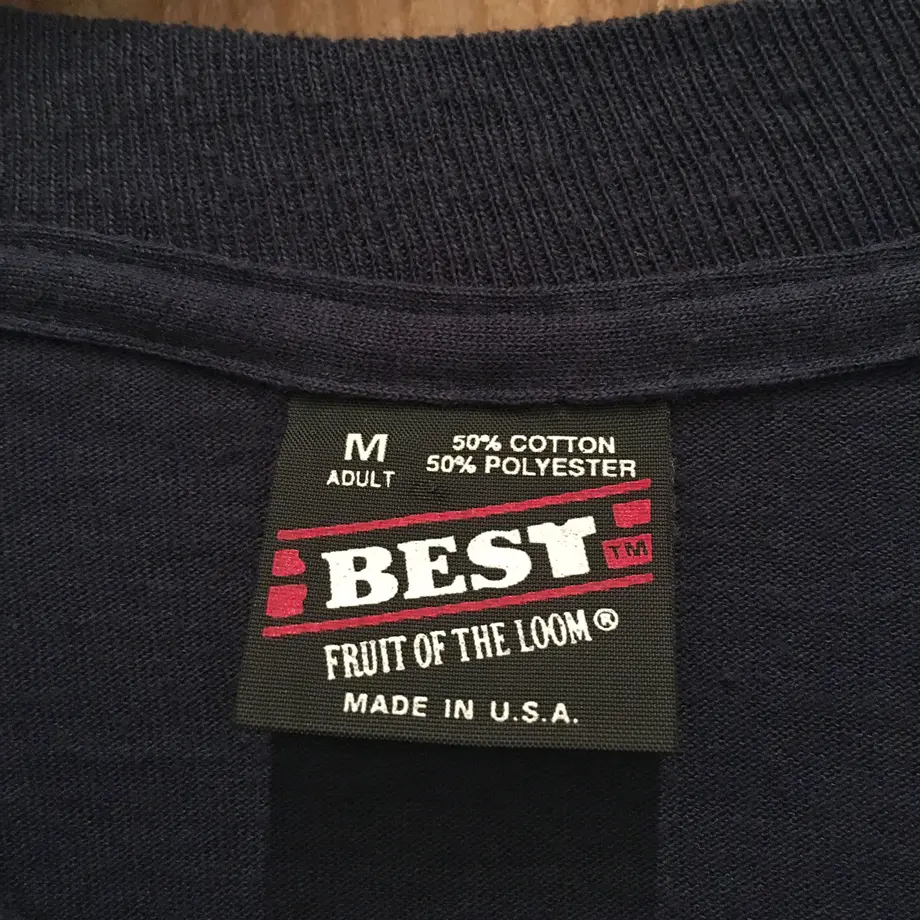 M
ADULT
50% COTTON
50% POLYESTER
BEST™
FRUIT OF THE LOOM®
MADE IN U.S.A.